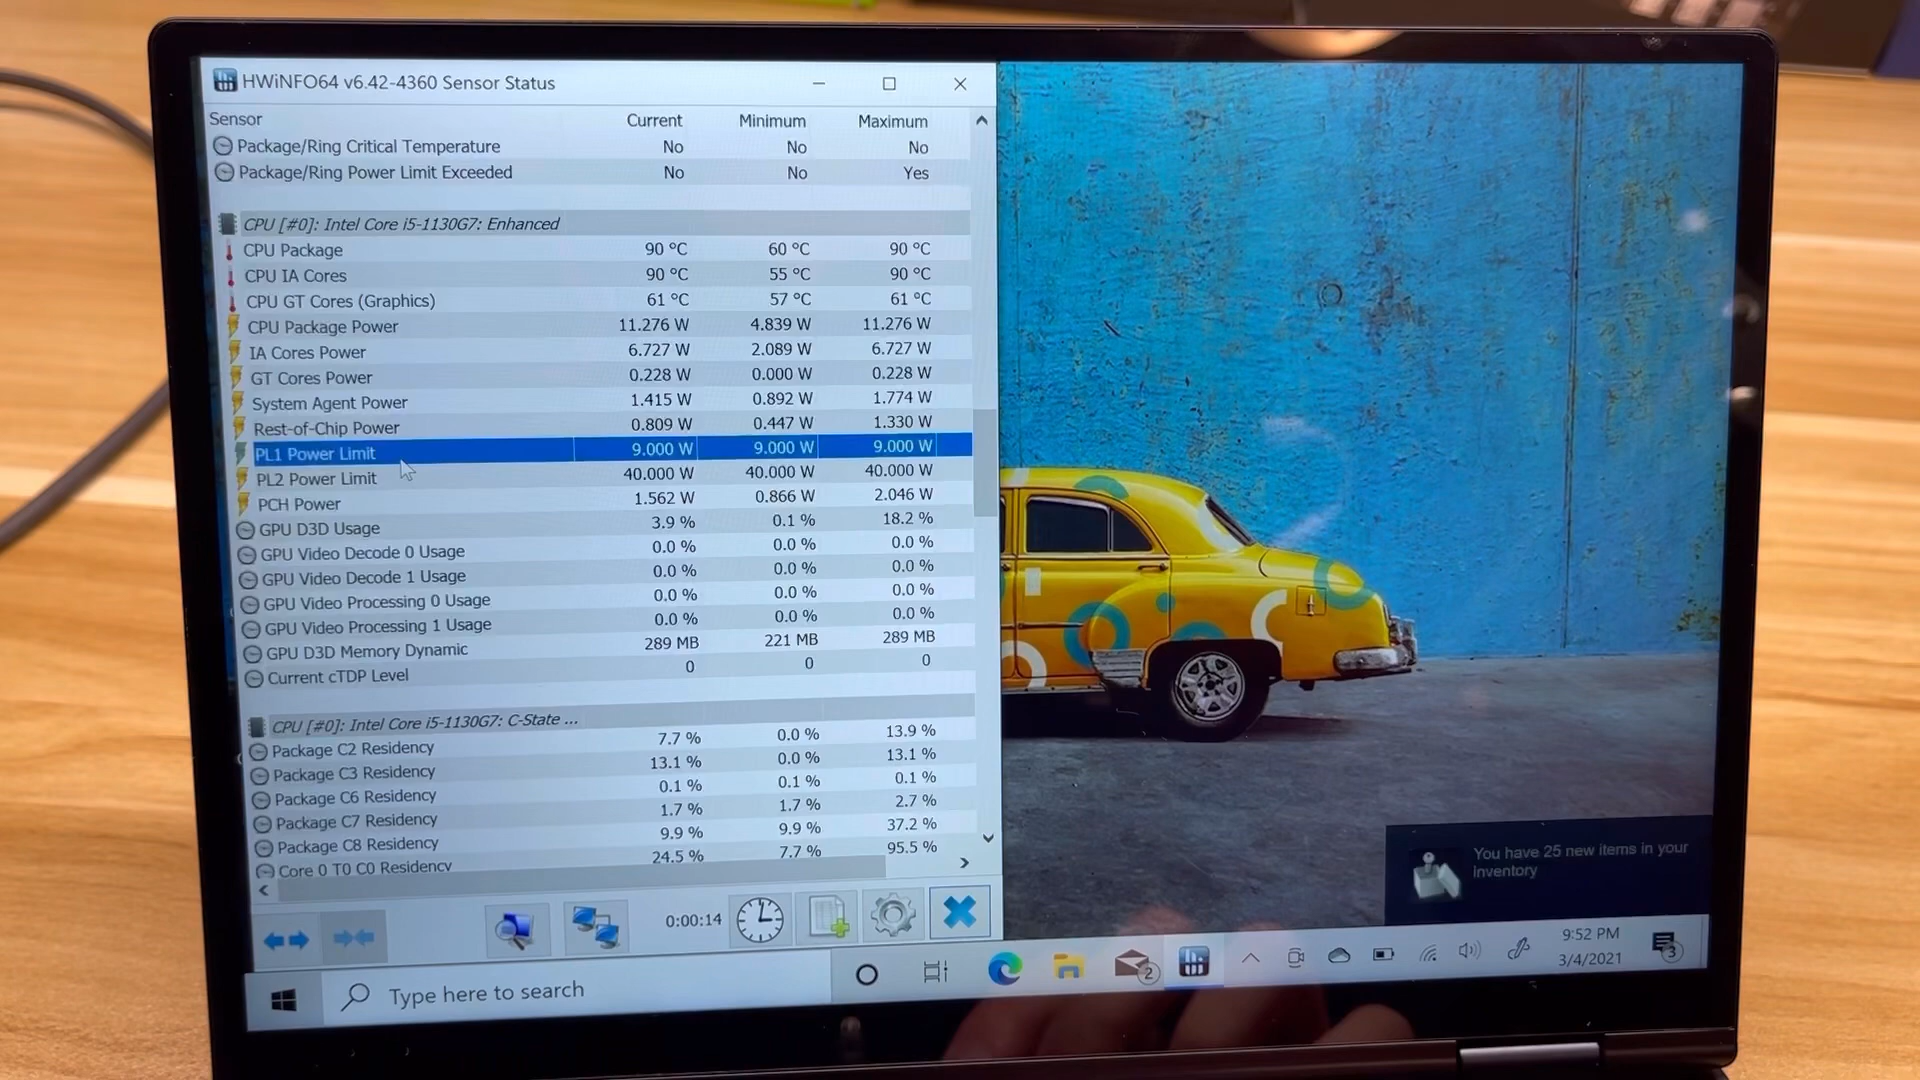 HWiNFO64 v6.42-4360 Sensor Status
Sensor Current Minimum Maximum
Package/Ring Critical Temperature No No No
Package/Ring Power Limit Exceeded No No Yes
CPU [#0]: Intel Core i5-1130G7: Enhanced
CPU Package 90 °C 60 °C 90 °C
CPU IA Cores 90 °C 55 °C 90 °C
CPU GT Cores (Graphics) 61 °C 57 °C 61 °C
CPU Package Power 11.276 W 4.839 W 11.276 W
IA Cores Power 6.727 W 2.089 W 6.727 W
GT Cores Power 0.228 W 0.000 W 0.228 W
System Agent Power 1.415 W 0.892 W 1.774 W
Rest-of-Chip Power 0.809 W 0.447 W 1.330 W
PL1 Power Limit 9.000 W 9.000 W 9.000 W
PL2 Power Limit 40.000 W 40.000 W 40.000 W
PCH Power 1.562 W 0.866 W 2.046 W
GPU D3D Usage 3.9 % 0.1 % 18.2 %
GPU Video Decode 0 Usage 0.0 % 0.0 % 0.0 %
GPU Video Decode 1 Usage 0.0 % 0.0 % 0.0 %
GPU Video Processing 0 Usage 0.0 % 0.0 % 0.0 %
GPU Video Processing 1 Usage 0.0 % 0.0 % 0.0 %
GPU D3D Memory Dynamic 289 MB 221 MB 289 MB
Current cTDP Level 0 0 0
CPU [#0]: Intel Core i5-1130G7: C-State ...
Package C2 Residency 7.7 % 0.0 % 13.9 %
Package C3 Residency 13.1 % 0.0 % 13.1 %
Package C6 Residency 0.1 % 0.1 % 0.1 %
Package C7 Residency 1.7 % 1.7 % 2.7 %
Package C8 Residency 9.9 % 9.9 % 37.2 %
Core 0 T0 C0 Residency 24.5 % 7.7 % 95.5 %
0:00:14
You have 25 new items in your
inventory
Type here to search
2
9:52 PM
3/4/2021
3